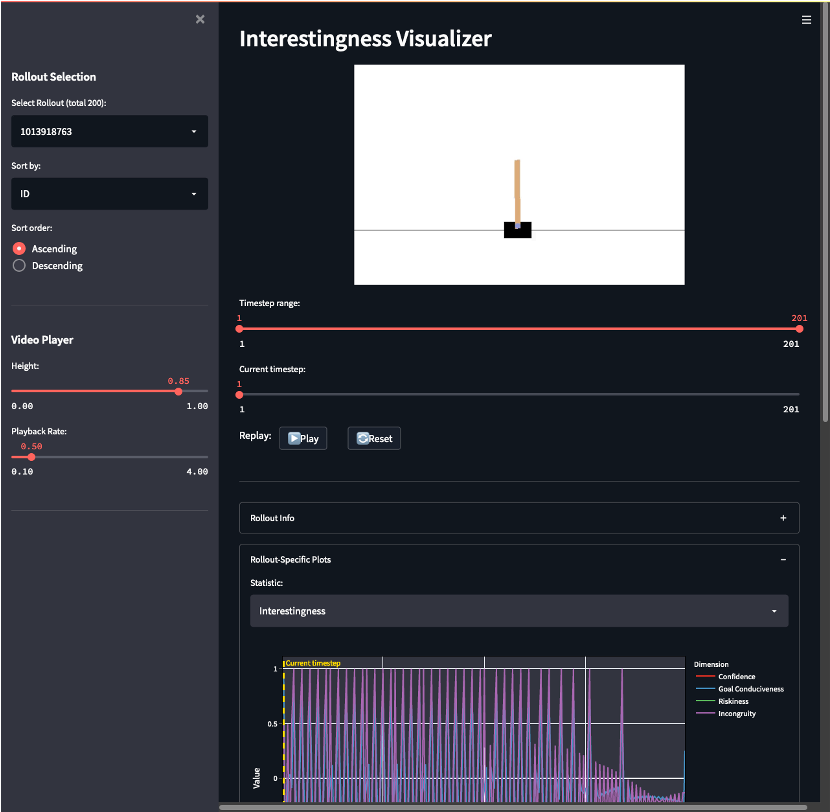 Rollout Selection
Select Rollout (total 200):
1013918763
Sort by:
ID
Sort order:
Ascending
Descending
Video Player
Height:
0.85
0.00 1.00
Playback Rate:
0.50
0.10 4.00
Interestingness Visualizer
Timestep range:
1 201
1 201
Current timestep:
1
1 201
Replay: Play Reset
Rollout Info
Rollout-Specific Plots
Statistic:
Interestingness
Current timestep
1
0.5
0
Value
Dimension
Confidence
Goal Conduciveness
Riskiness
Incongruity